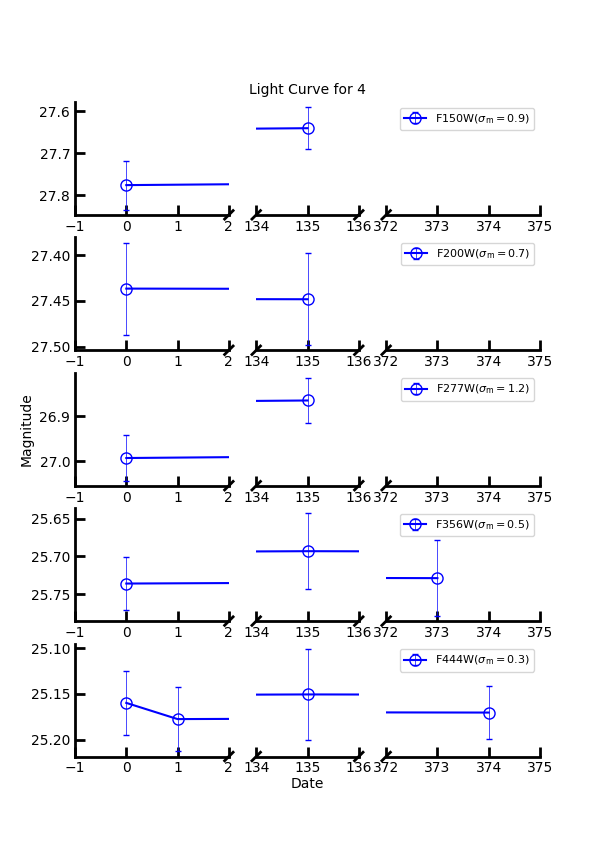 Light Curve for 4
27.6
27.7
27.8
F150W(σm = 0.9)
−1 0 1 2 134 135 136 372 373 374 375
27.40
27.45
27.50
F200W(σm = 0.7)
−1 0 1 2 134 135 136 372 373 374 375
Magnitude
26.9
27.0
F277W(σm = 1.2)
−1 0 1 2 134 135 136 372 373 374 375
25.65
25.70
25.75
F356W(σm = 0.5)
−1 0 1 2 134 135 136 372 373 374 375
25.10
25.15
25.20
F444W(σm = 0.3)
−1 0 1 2 134 135 136 372 373 374 375
Date